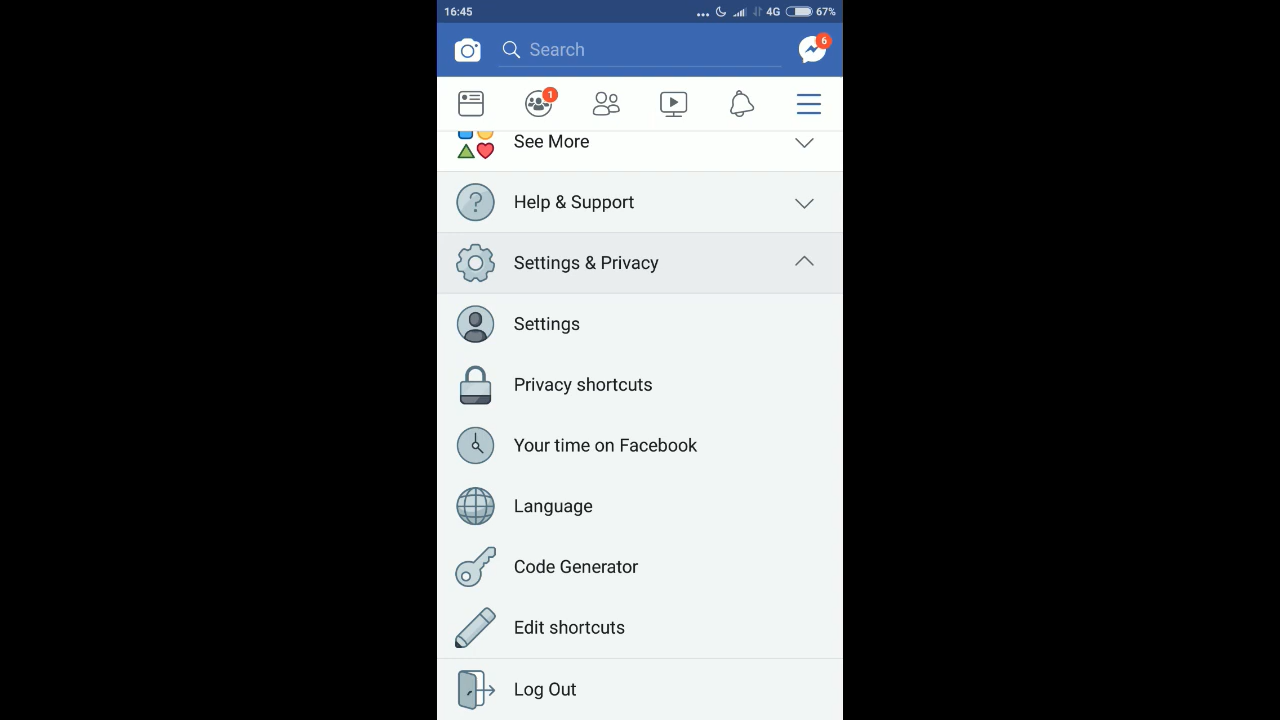 16:45 ... 4G 67%
Search 6
1
See More
? Help & Support
Settings & Privacy
Settings
Privacy shortcuts
Your time on Facebook
Language
Code Generator
Edit shortcuts
Log Out